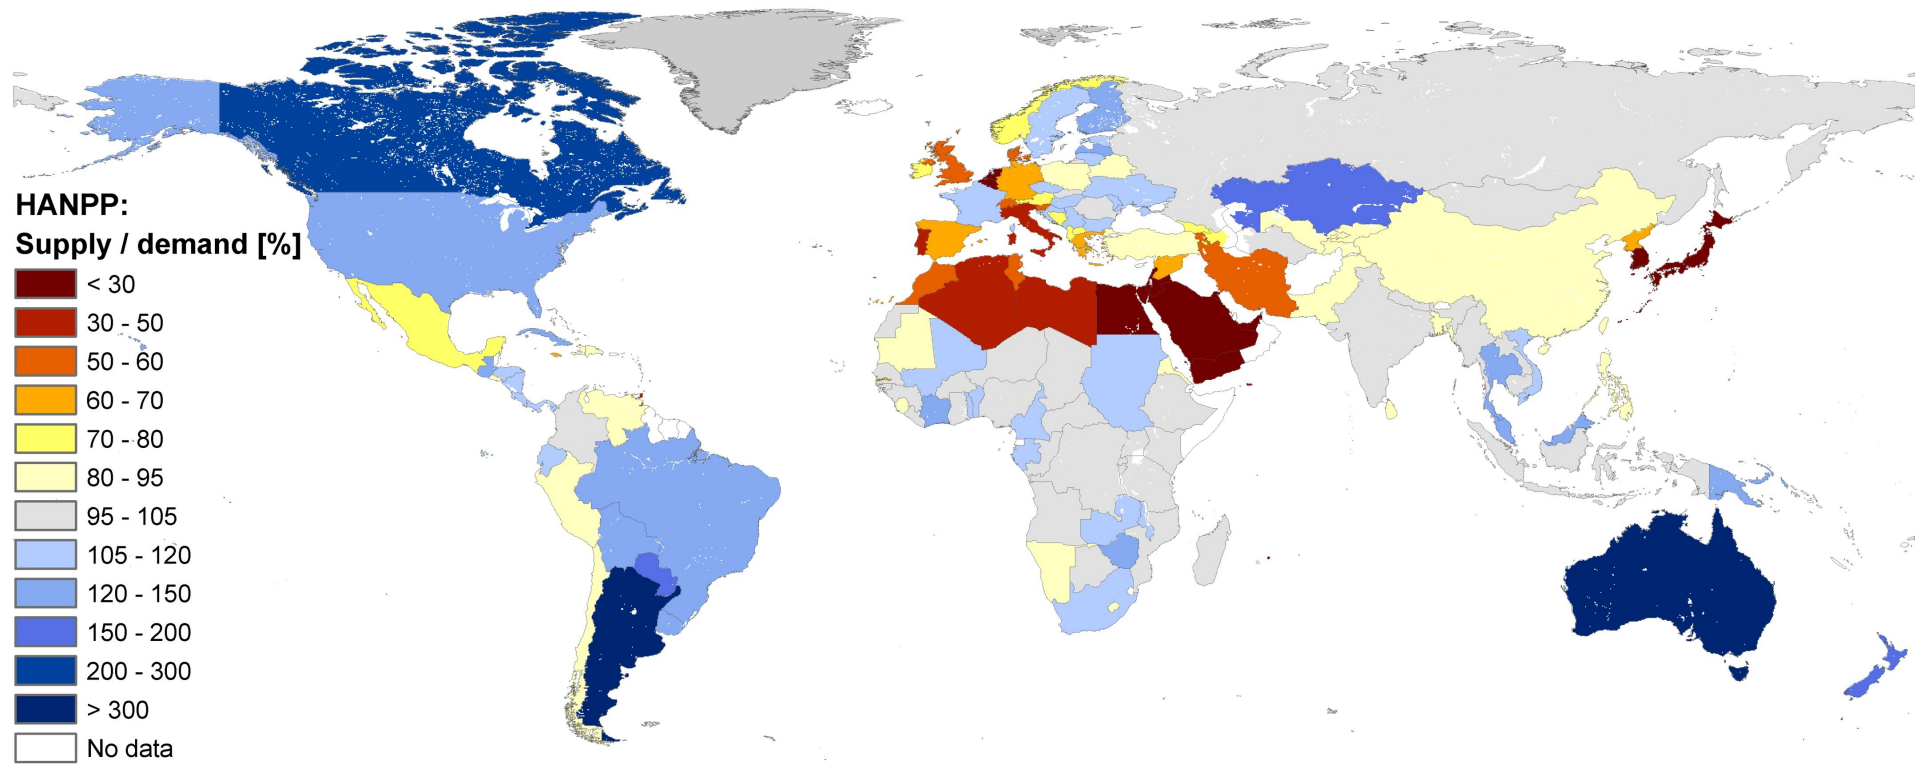 HANPP:
Supply / demand [%]
< 30
30 - 50
50 - 60
60 - 70
70 - 80
80 - 95
95 - 105
105 - 120
120 - 150
150 - 200
200 - 300
> 300
No data